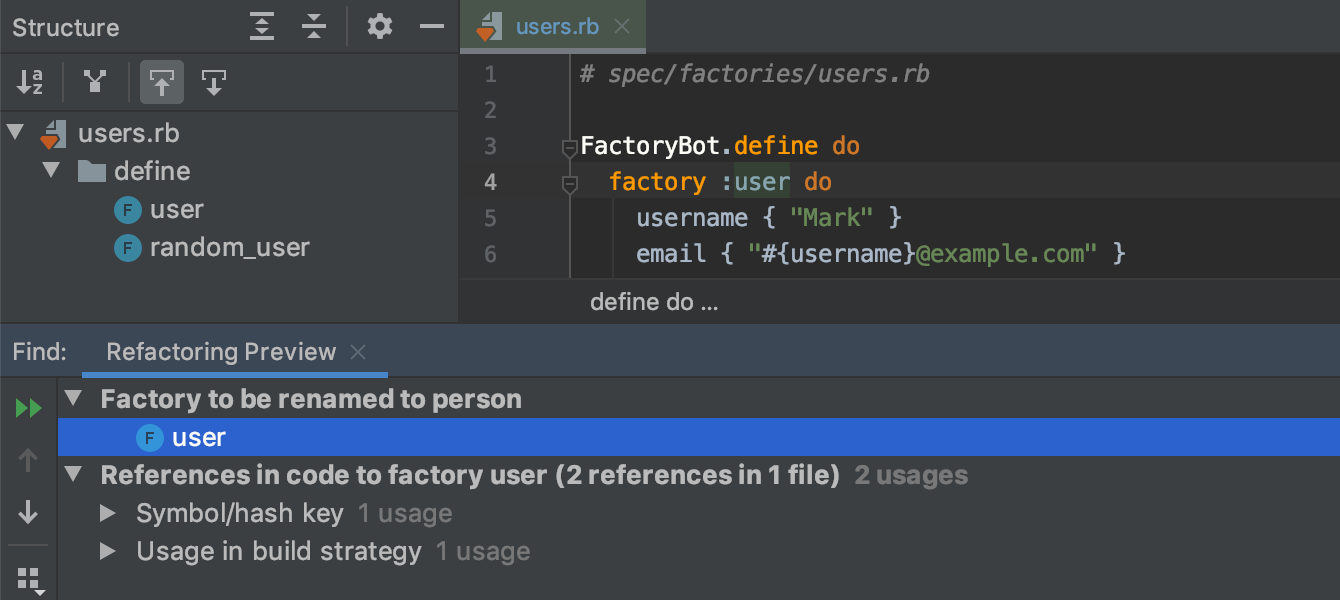 Structure
users.rb
users.rb
define
F user
F random_user
1 # spec/factories/users.rb
2
3 FactoryBot.define do
4 factory :user do
5 username { "Mark" }
6 email { "#{username}@example.com" }
define do ...
Find: Refactoring Preview
Factory to be renamed to person
F user
References in code to factory user (2 references in 1 file) 2 usages
Symbol/hash key 1 usage
Usage in build strategy 1 usage